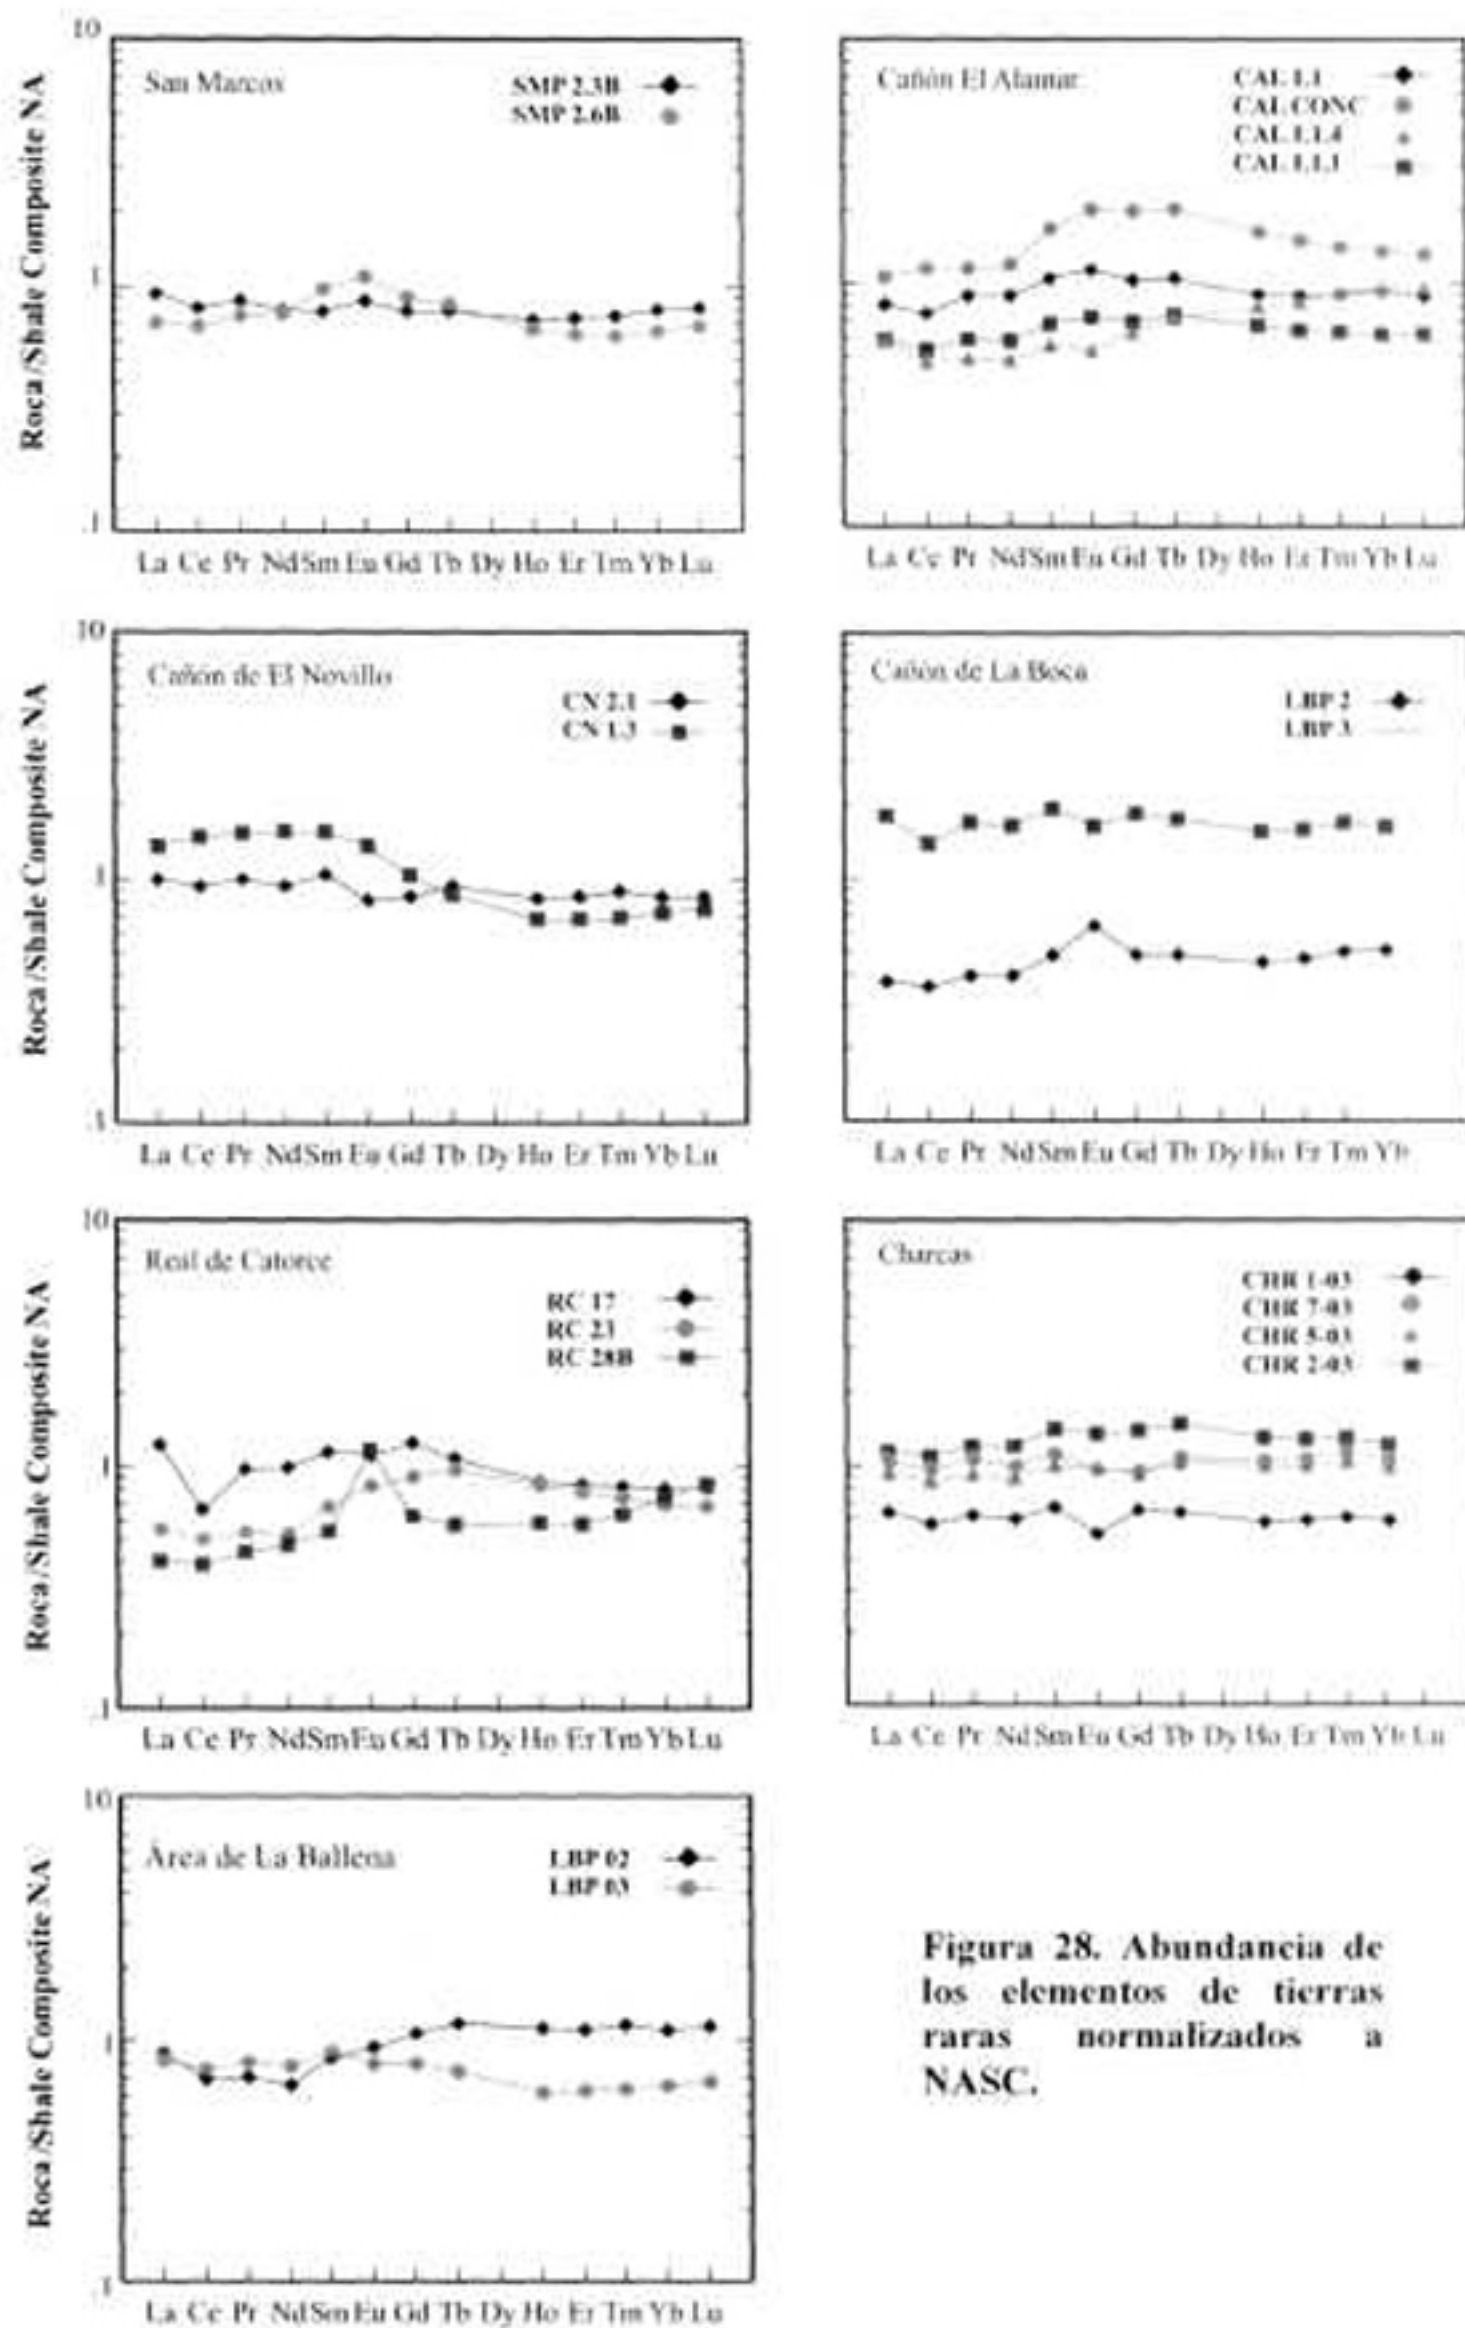 Roca/Shale Composite NA
10
1
.1
San Marcos
SMP 2.3B
SMP 2.6B
La Ce Pr Nd Sm Eu Gd Tb Dy Ho Er Tm Yb Lu
Cañón El Alamar
CAL 1.1
CAL CONC
CAL 1.1.4
CAL 1.1.1
La Ce Pr Nd Sm Eu Gd Tb Dy Ho Er Tm Yb Lu
Roca/Shale Composite NA
10
1
.1
Cañón de El Novillo
CN 2.1
CN 1.3
La Ce Pr Nd Sm Eu Gd Tb Dy Ho Er Tm Yb Lu
Cañón de La Boca
LBP 2
LBP 3
La Ce Pr Nd Sm Eu Gd Tb Dy Ho Er Tm Yb
Roca/Shale Composite NA
10
1
.1
Real de Catorce
RC 17
RC 23
RC 28B
La Ce Pr Nd Sm Eu Gd Tb Dy Ho Er Tm Yb Lu
Charcas
CHR 1-03
CHR 7-03
CHR 5-03
CHR 2-03
La Ce Pr Nd Sm Eu Gd Tb Dy Ho Er Tm Yb Lu
Roca/Shale Composite NA
10
1
.1
Área de La Ballena
LBP 02
LBP 03
La Ce Pr Nd Sm Eu Gd Tb Dy Ho Er Tm Yb Lu
Figura 28. Abundancia de
los elementos de tierras
raras normalizados a
NASC.